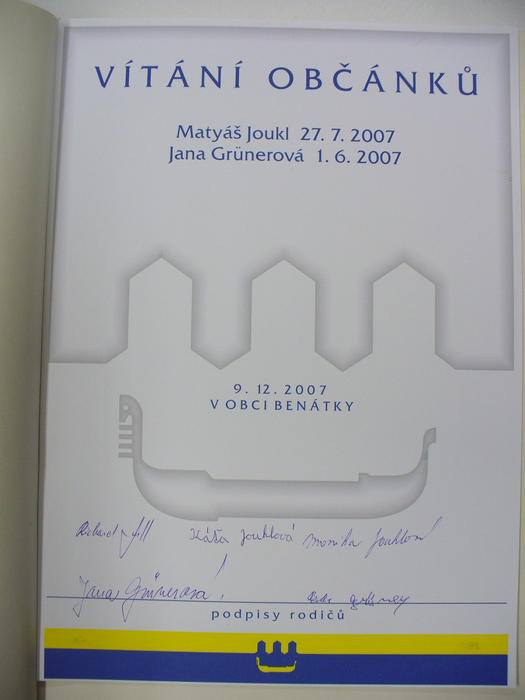 VÍTÁNÍ OBČÁNKŮ
Matyáš Joukl 27. 7. 2007
Jana Grünerová 1. 6. 2007
9. 12. 2007
V OBCI BENÁTKY
Richard Káťa Jouklová Monika Jouklová
Jana Grünerová
podpisy rodičů